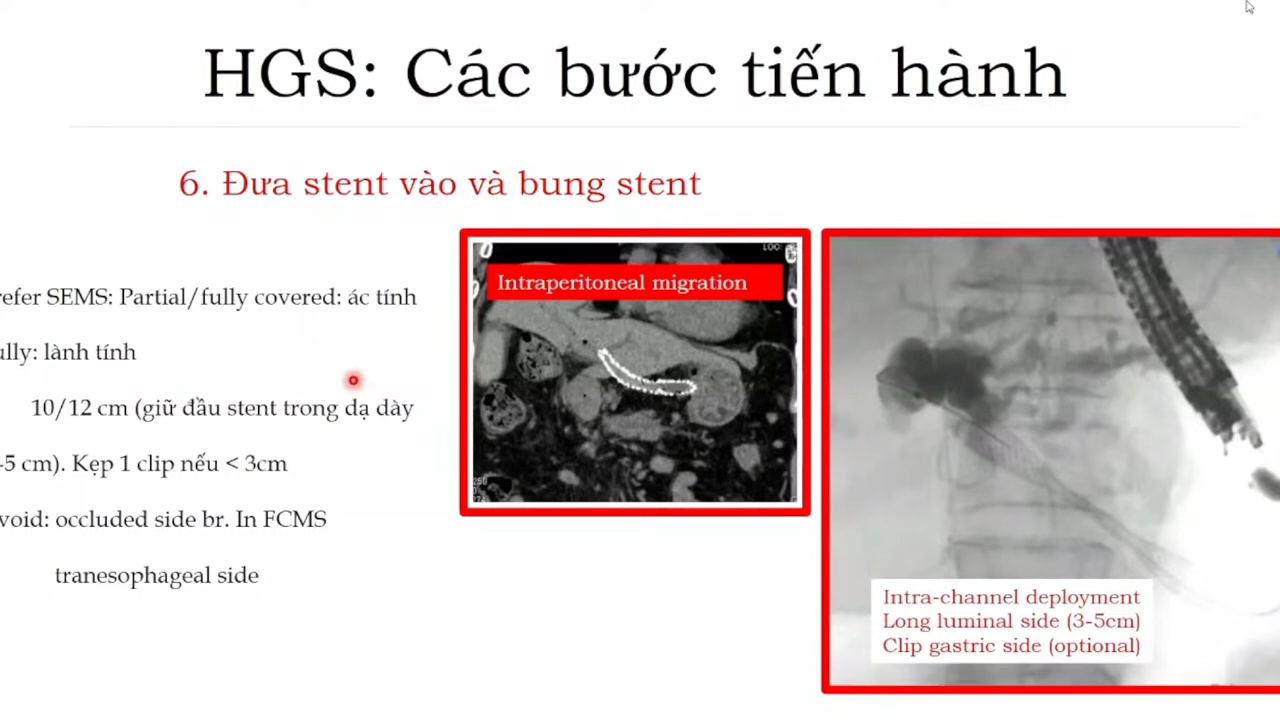 HGS: Các bước tiến hành
6. Đưa stent vào và bung stent
refer SEMS: Partial/fully covered: ác tính
ully: lành tính
10/12 cm (giữ đầu stent trong dạ dày
-5 cm). Kẹp 1 clip nếu < 3cm
void: occluded side br. In FCMS
tranesophageal side
Intraperitoneal migration
Intra-channel deployment
Long luminal side (3-5cm)
Clip gastric side (optional)